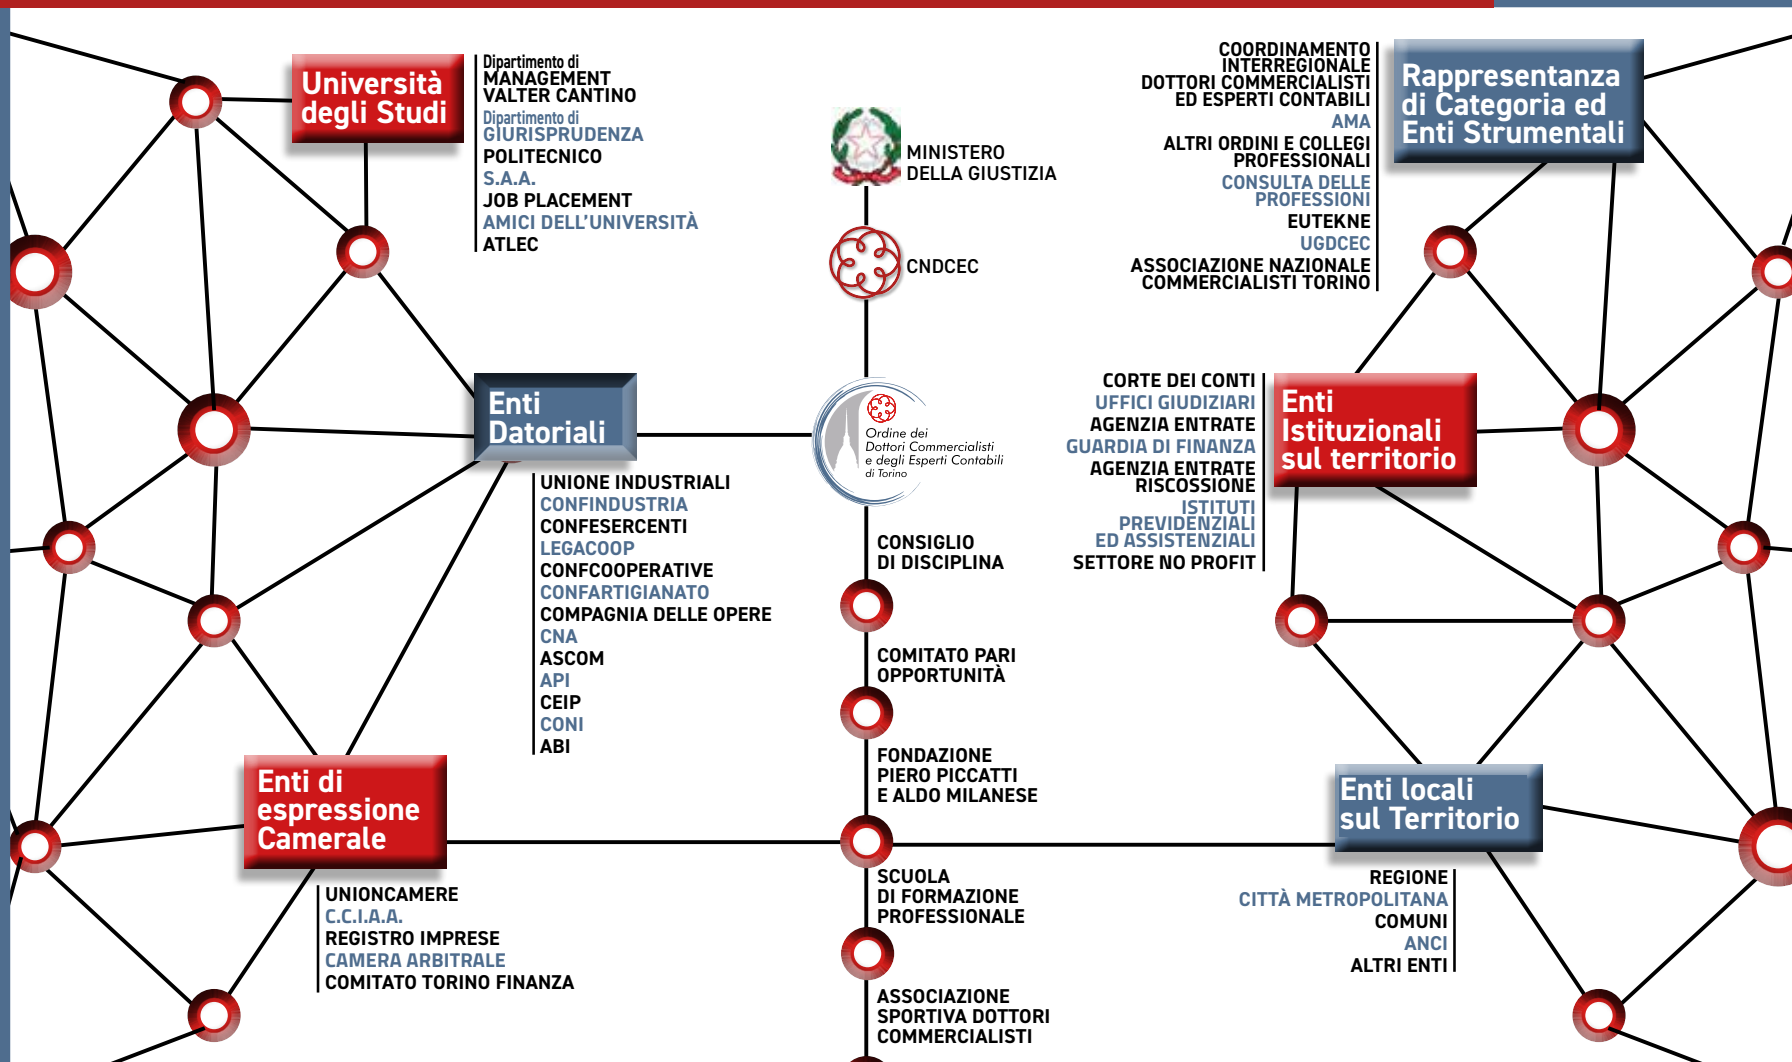 Università
degli Studi
Dipartimento di
MANAGEMENT
VALTER CANTINO
Dipartimento di
GIURISPRUDENZA
POLITECNICO
S.A.A.
JOB PLACEMENT
AMICI DELL'UNIVERSITÀ
ATLEC
MINISTERO
DELLA GIUSTIZIA
CNDCEC
COORDINAMENTO
INTERREGIONALE
DOTTORI COMMERCIALISTI
ED ESPERTI CONTABILI
AMA
ALTRI ORDINI E COLLEGI
PROFESSIONALI
CONSULTA DELLE
PROFESSIONI
EUTEKNE
UGDCEC
ASSOCIAZIONE NAZIONALE
COMMERCIALISTI TORINO
Rappresentanza
di Categoria ed
Enti Strumentali
Enti
Datoriali
UNIONE INDUSTRIALI
CONFINDUSTRIA
CONFESERCENTI
LEGACOOP
CONFCOOPERATIVE
CONFARTIGIANATO
COMPAGNIA DELLE OPERE
CNA
ASCOM
API
CEIP
CONI
ABI
Ordine dei
Dottori Commercialisti
e degli Esperti Contabili
di Torino
CORTE DEI CONTI
UFFICI GIUDIZIARI
AGENZIA ENTRATE
GUARDIA DI FINANZA
AGENZIA ENTRATE
RISCOSSIONE
ISTITUTI
PREVIDENZIALI
ED ASSISTENZIALI
SETTORE NO PROFIT
Enti
Istituzionali
sul territorio
CONSIGLIO
DI DISCIPLINA
COMITATO PARI
OPPORTUNITÀ
FONDAZIONE
PIERO PICCATTI
E ALDO MILANESE
SCUOLA
DI FORMAZIONE
PROFESSIONALE
ASSOCIAZIONE
SPORTIVA DOTTORI
COMMERCIALISTI
Enti di
espressione
Camerale
UNIONCAMERE
C.C.I.A.A.
REGISTRO IMPRESE
CAMERA ARBITRALE
COMITATO TORINO FINANZA
Enti locali
sul Territorio
REGIONE
CITTÀ METROPOLITANA
COMUNI
ANCI
ALTRI ENTI